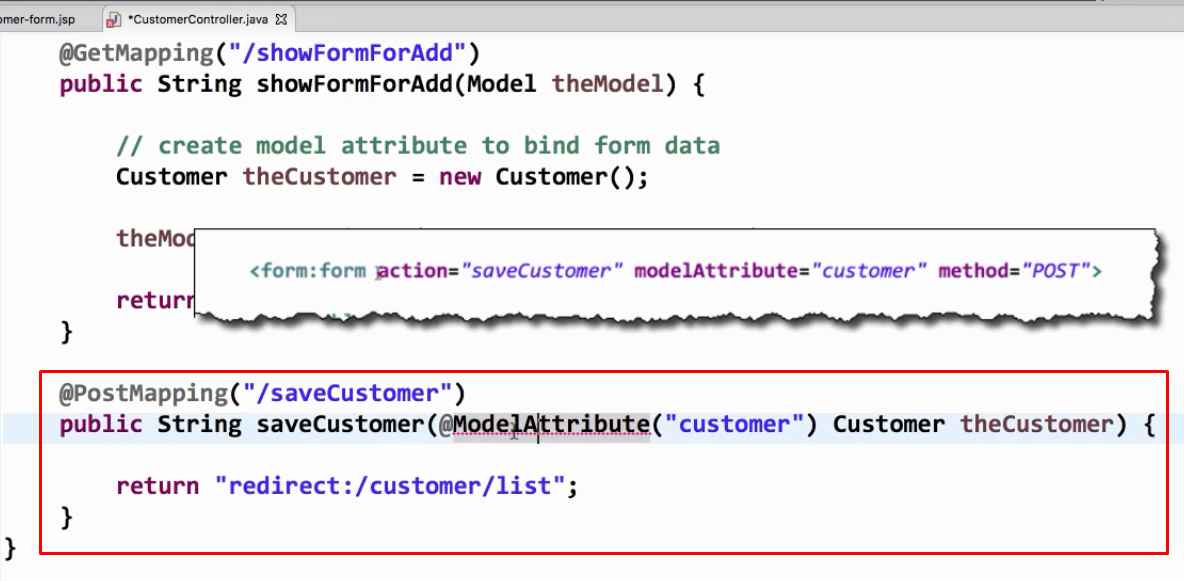 omer-form.jsp
*CustomerController.java
@GetMapping("/showFormForAdd")
public String showFormForAdd(Model theModel) {
// create model attribute to bind form data
Customer theCustomer = new Customer();
theMod
<form:form action="saveCustomer" modelAttribute="customer" method="POST">
return
}
@PostMapping("/saveCustomer")
public String saveCustomer(@ModelAttribute("customer") Customer theCustomer) {
return "redirect:/customer/list";
}
}